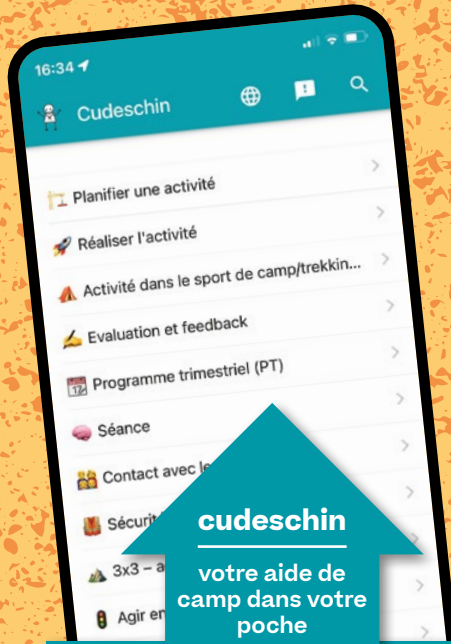 16:34
Cudeschin
Planifier une activité
Réaliser l'activité
Activité dans le sport de camp/trekkin...
Evaluation et feedback
Programme trimestriel (PT)
Séance
Contact avec le
Sécurit
3x3 – a
Agir en
cudeschin
votre aide de
camp dans votre
poche